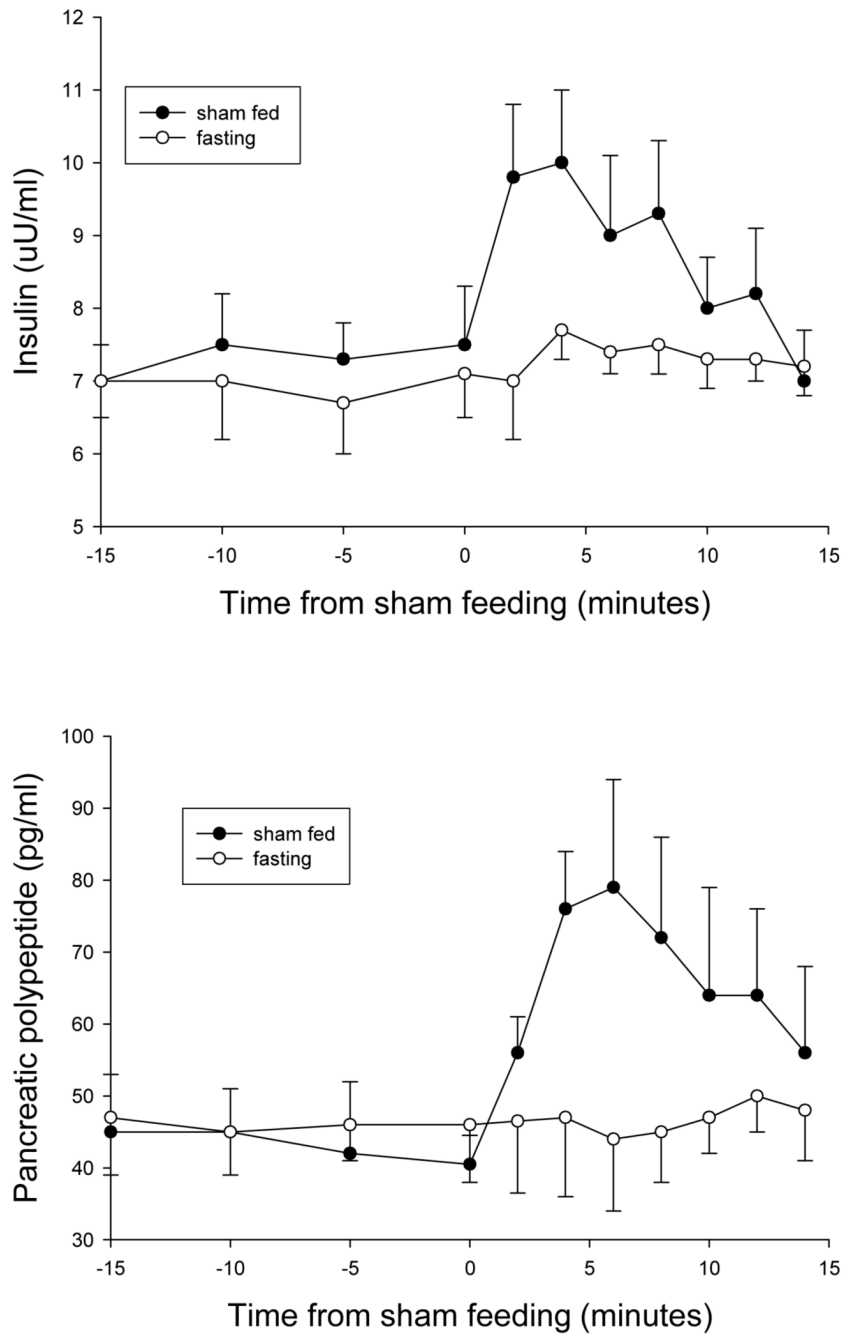 12
11
10
9
8
7
6
5
Insulin (uU/ml)
sham fed
fasting
-15 -10 -5 0 5 10 15
Time from sham feeding (minutes)
100
90
80
70
60
50
40
30
Pancreatic polypeptide (pg/ml)
sham fed
fasting
-15 -10 -5 0 5 10 15
Time from sham feeding (minutes)